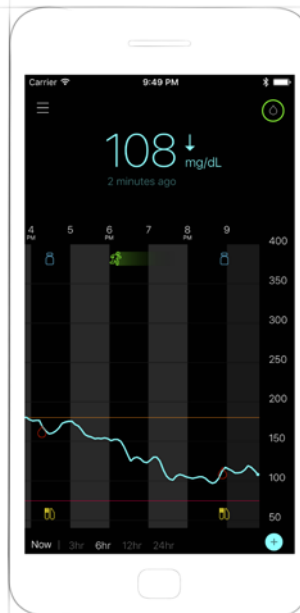 Carrier 9:49 PM
108 mg/dL
2 minutes ago
4 PM 5 6 PM 7 8 PM 9
400
350
300
250
200
150
100
50
Now | 3hr 6hr 12hr 24hr